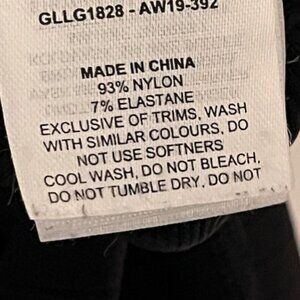 GLLG1828 - AW19-392
MADE IN CHINA
93% NYLON
7% ELASTANE
EXCLUSIVE OF TRIMS, WASH
WITH SIMILAR COLOURS, DO
NOT USE SOFTNERS
COOL WASH, DO NOT BLEACH,
DO NOT TUMBLE DRY, DO NOT